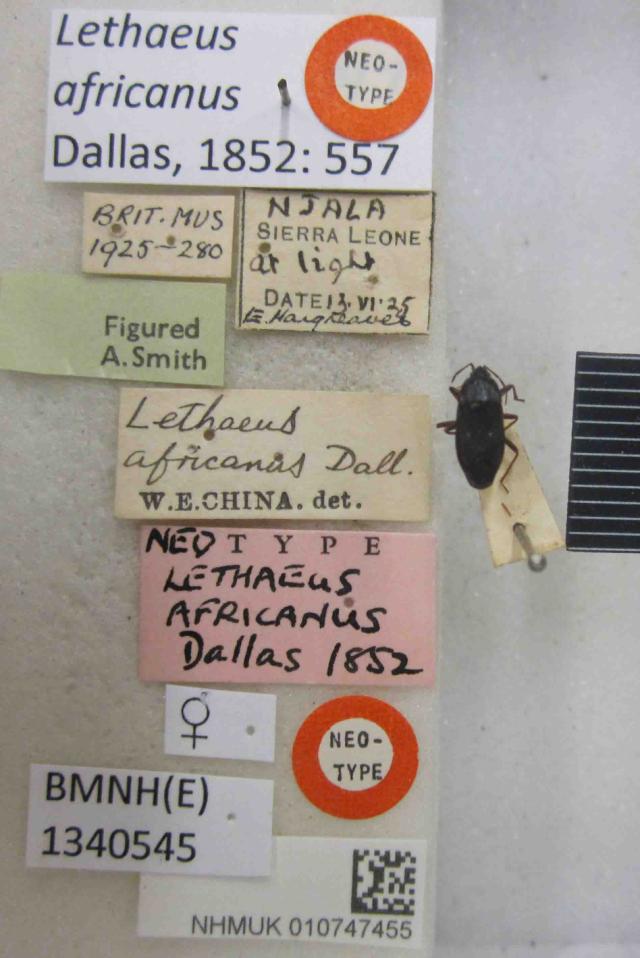 Lethaeus
africanus
Dallas, 1852: 557
NEO-
TYPE
BRIT. MUS
1925-280
NJALA
SIERRA LEONE
at light
DATE 13.VI.25
E. Hargreaves
Figured
A. Smith
Lethaeus
africanus Dall.
W.E.CHINA. det.
NEOTYPE
LETHAEUS
AFRICANUS
Dallas 1852
♀
NEO-
TYPE
BMNH(E)
1340545
NHMUK 010747455